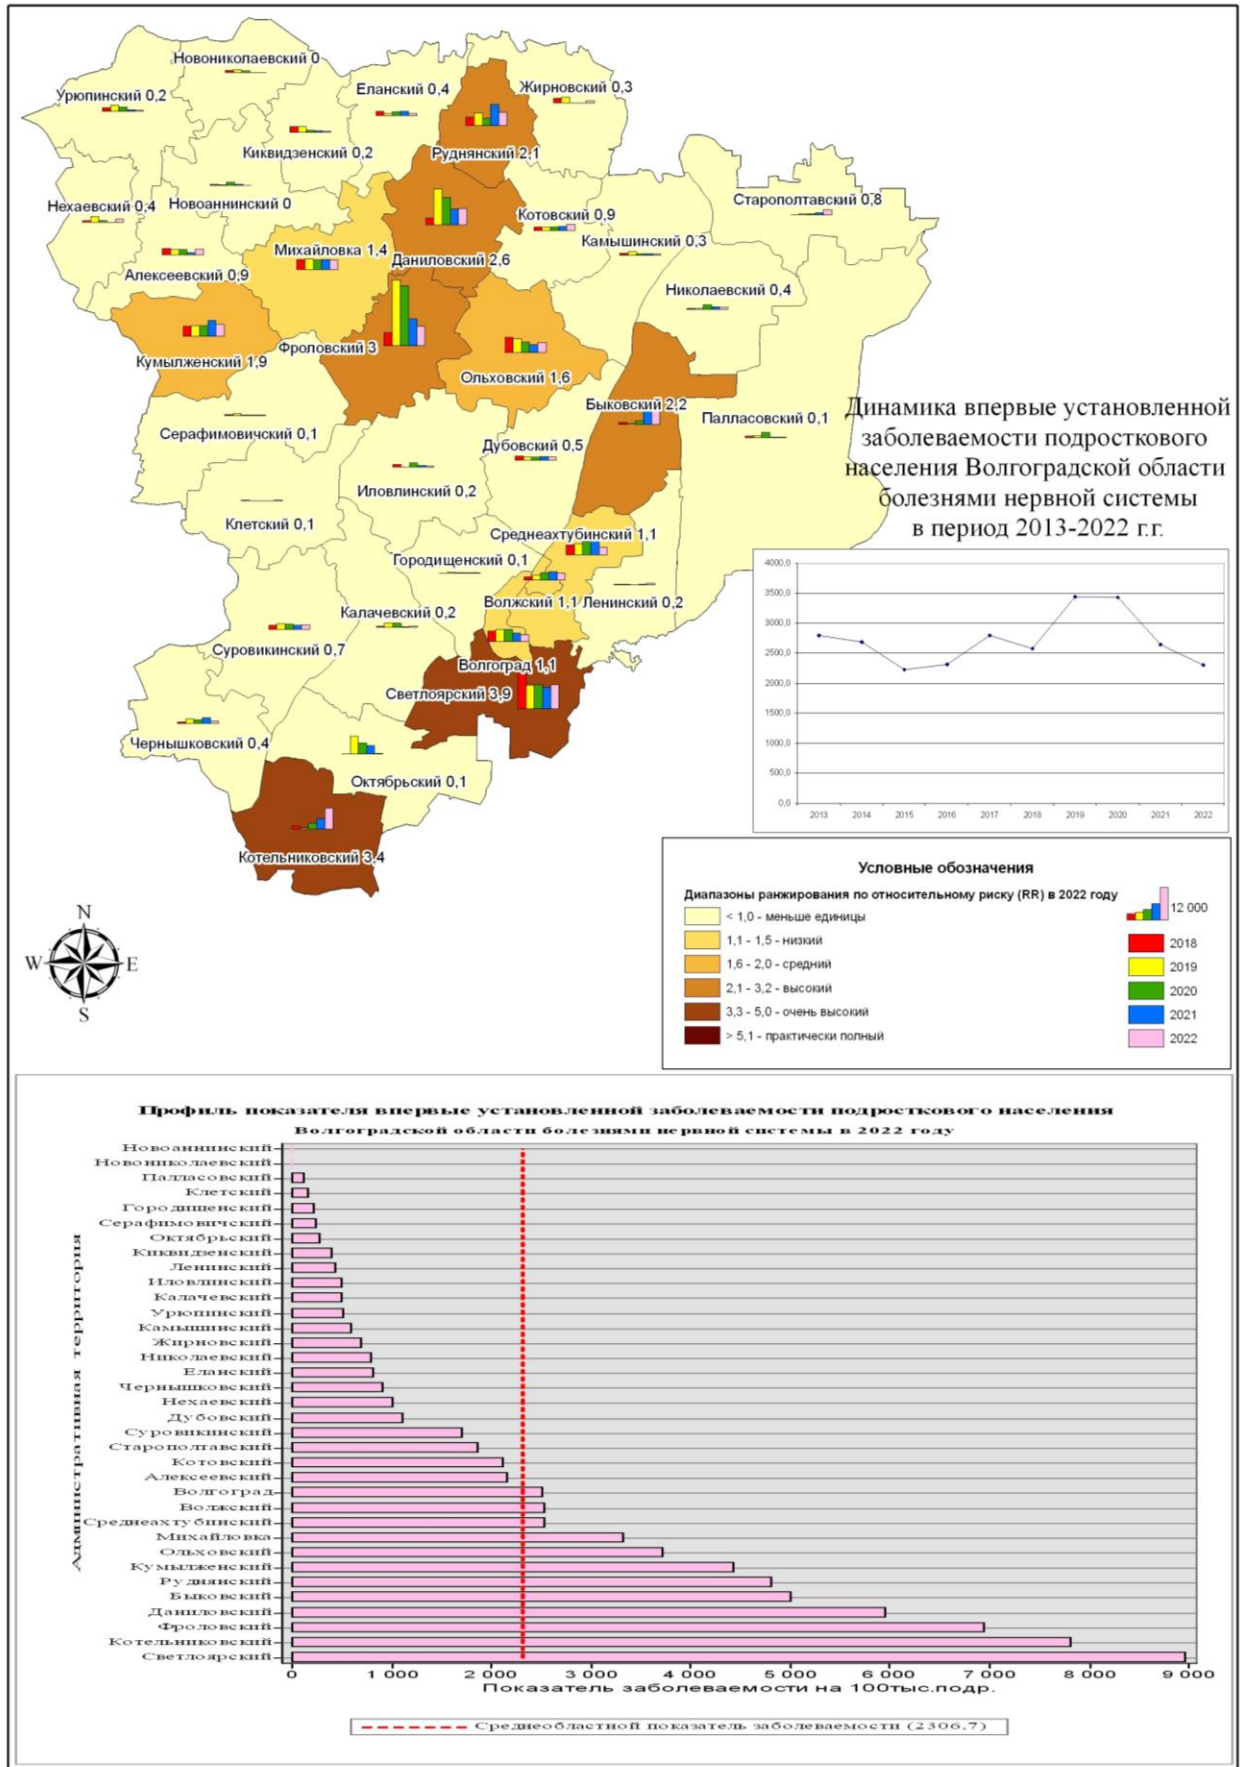 Новониколаевский 0
Урюпинский 0,2
Еланский 0,4
Жирновский 0,3
Киквидзенский 0,2
Руднянский 2,1
Нехаевский 0,4
Новоаннинский 0
Старополтавский 0,8
Котовский 0,9
Камышинский 0,3
Михайловка 1,4
Даниловский 2,6
Алексеевский 0,9
Николаевский 0,4
Кумылженский 1,9
Фроловский 3
Ольховский 1,6
Быковский 2,2
Палласовский 0,1
Серафимовичский 0,1
Дубовский 0,5
Иловлинский 0,2
Клетский 0,1
Среднеахтубинский 1,1
Городищенский 0,1
Калачевский 0,2
Волжский 1,1
Ленинский 0,2
Суровикинский 0,7
Волгоград 1,1
Светлоярский 3,9
Чернышковский 0,4
Октябрьский 0,1
Котельниковский 3,4
Динамика впервые установленной
заболеваемости подросткового
населения Волгоградской области
болезнями нервной системы
в период 2013-2022 г.г.
4000,0
3500,0
3000,0
2500,0
2000,0
1500,0
1000,0
500,0
0,0
2013 2014 2015 2016 2017 2018 2019 2020 2021 2022
N
W E
S
Условные обозначения
Диапазоны ранжирования по относительному риску (RR) в 2022 году
< 1,0 - меньше единицы
1,1 - 1,5 - низкий
1,6 - 2,0 - средний
2,1 - 3,2 - высокий
3,3 - 5,0 - очень высокий
> 5,1 - практически полный
12 000
2018
2019
2020
2021
2022
Профиль показателя впервые установленной заболеваемости подросткового населения
Волгоградской области болезнями нервной системы в 2022 году
Административная территория
Новоаннинский
Новониколаевский
Палласовский
Клетский
Городищенский
Серафимовичский
Октябрьский
Киквидзенский
Ленинский
Иловлинский
Калачевский
Урюпинский
Камышинский
Жирновский
Николаевский
Еланский
Чернышковский
Нехаевский
Дубовский
Суровикинский
Старополтавский
Котовский
Алексеевский
Волгоград
Волжский
Среднеахтубинский
Михайловка
Ольховский
Кумылженский
Руднянский
Быковский
Даниловский
Фроловский
Котельниковский
Светлоярский
0 1 000 2 000 3 000 4 000 5 000 6 000 7 000 8 000 9 000
Показатель заболеваемости на 100тыс.подр.
Среднеобластной показатель заболеваемости (2306.7)